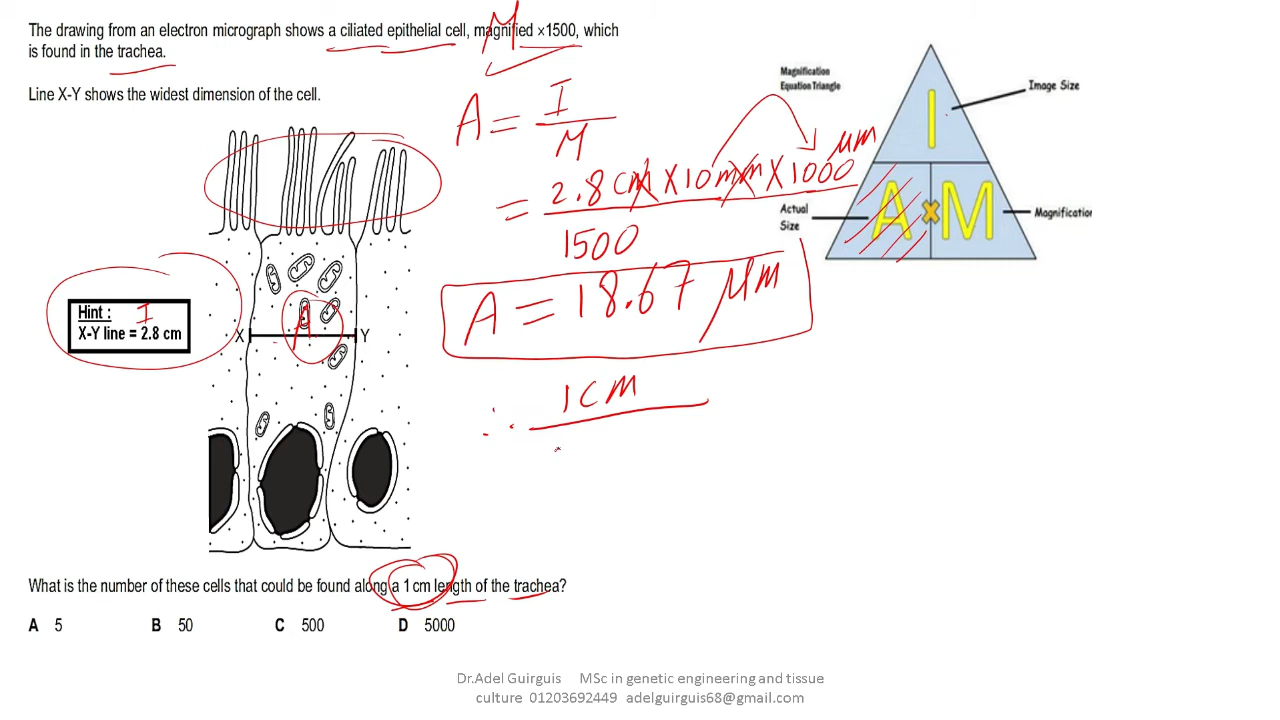 The drawing from an electron micrograph shows a ciliated epithelial cell, magnified ×1500, which
is found in the trachea.
M
Line X-Y shows the widest dimension of the cell.
Hint :
I
X-Y line = 2.8 cm
X
A
Y
A = I
M
= 2.8 cm X 10 mm X 1000 μm
1500
A = 18.67 μm
∴ 1 cm
Magnification
Equation Triangle
Image Size
I
A × M
Actual
Size
Magnification
What is the number of these cells that could be found along a 1 cm length of the trachea?
A 5 B 50 C 500 D 5000
Dr.Adel Guirguis MSc in genetic engineering and tissue
culture 01203692449 adelguirguis68@gmail.com